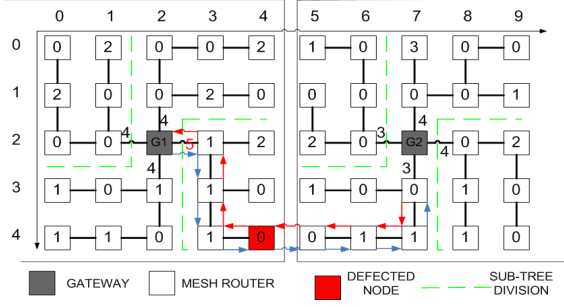 0 1 2 3 4 5 6 7 8 9
0 0 2 0 0 2 1 0 3 0 0
1 2 0 0 2 0 0 0 0 0 1
4 4
2 0 0 4 G1 5 1 2 2 0 3 G2 4 0 2
4 3
3 1 0 1 1 0 1 0 0 1 0
4 1 1 0 1 0 0 1 1 1 0
GATEWAY MESH ROUTER DEFECTED NODE SUB-TREE DIVISION